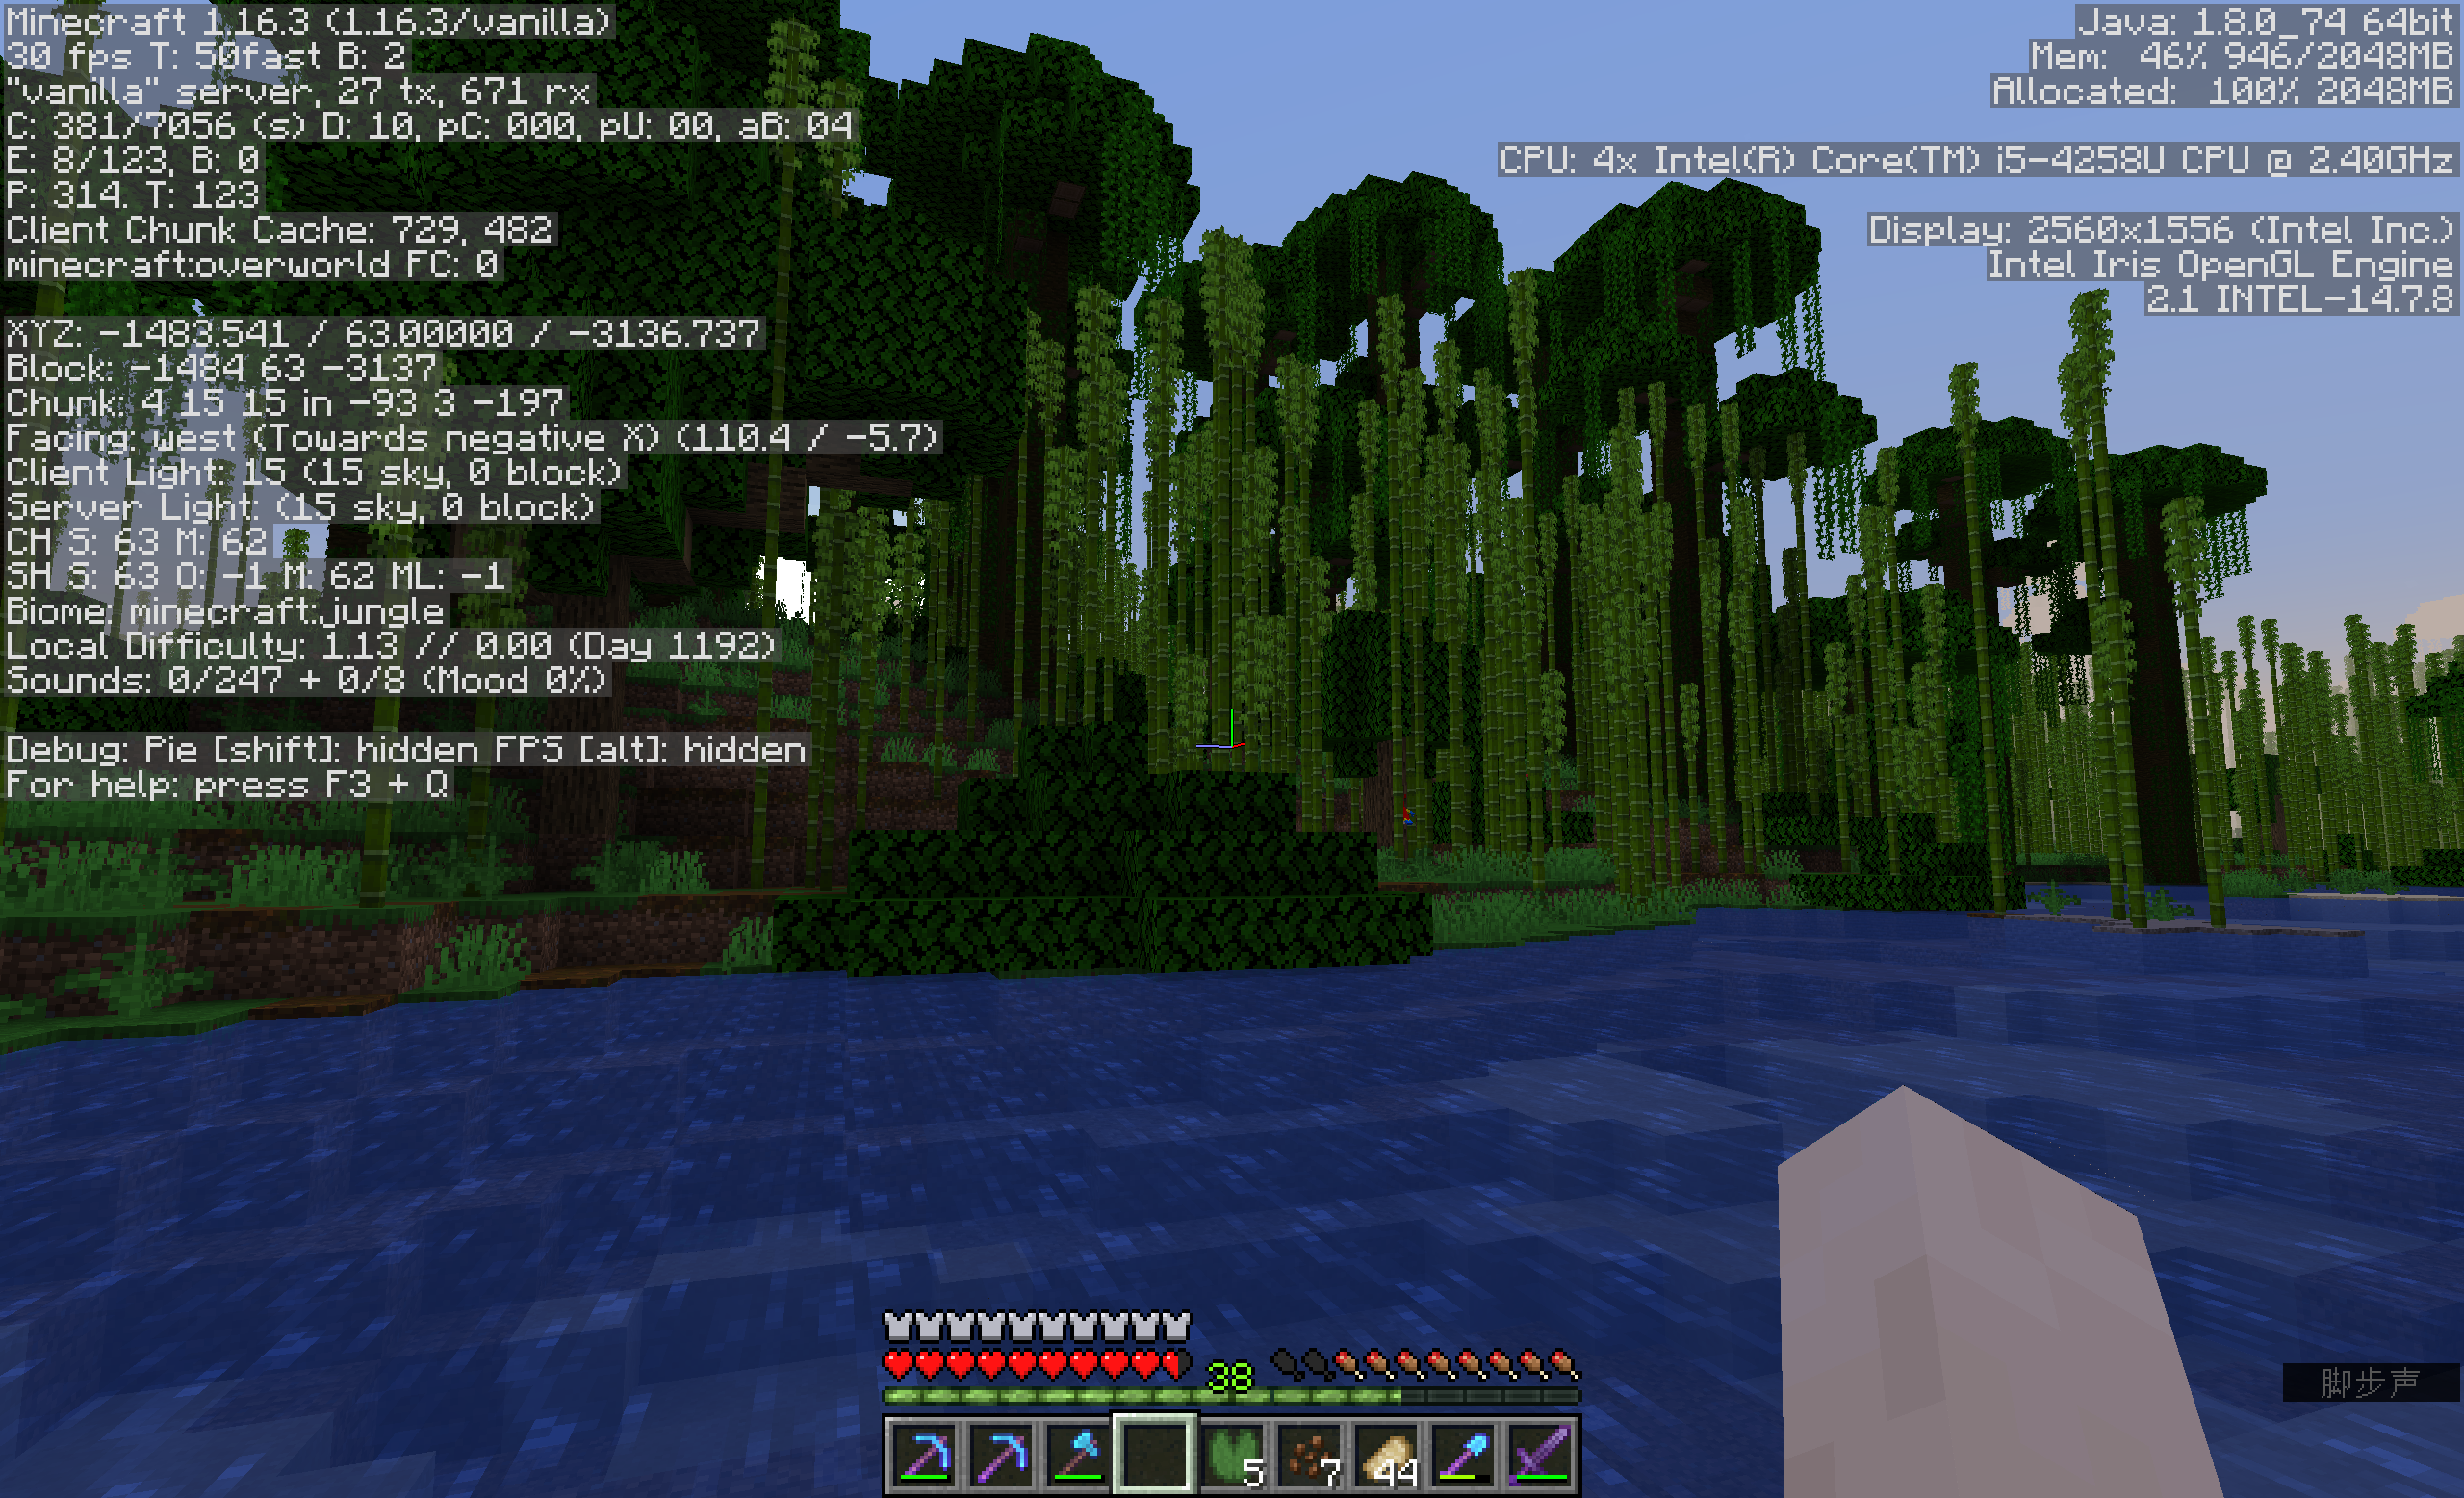 Minecraft 1.16.3 (1.16.3/vanilla)
30 fps T: 50fast B: 2
"vanilla" server, 27 tx, 671 rx
C: 381/7056 (s) D: 10, pC: 000, pU: 00, aB: 04
E: 8/123, B: 0
P: 314. T: 123
Client Chunk Cache: 729, 482
minecraft:overworld FC: 0
XYZ: -1483.541 / 63.00000 / -3136.737
Block: -1484 63 -3137
Chunk: 4 15 15 in -93 3 -197
Facing: west (Towards negative X) (110.4 / -5.7)
Client Light: 15 (15 sky, 0 block)
Server Light: (15 sky, 0 block)
CH S: 63 M: 62
SH S: 63 O: -1 M: 62 ML: -1
Biome: minecraft:jungle
Local Difficulty: 1.13 // 0.00 (Day 1192)
Sounds: 0/247 + 0/8 (Mood 0%)
Debug: Pie [shift]: hidden FPS [alt]: hidden
For help: press F3 + Q
Java: 1.8.0_74 64bit
Mem: 46% 946/2048MB
Allocated: 100% 2048MB
CPU: 4x Intel(R) Core(TM) i5-4258U CPU @ 2.40GHz
Display: 2560x1556 (Intel Inc.)
Intel Iris OpenGL Engine
2.1 INTEL-14.7.8
38
脚步声
5 7 44